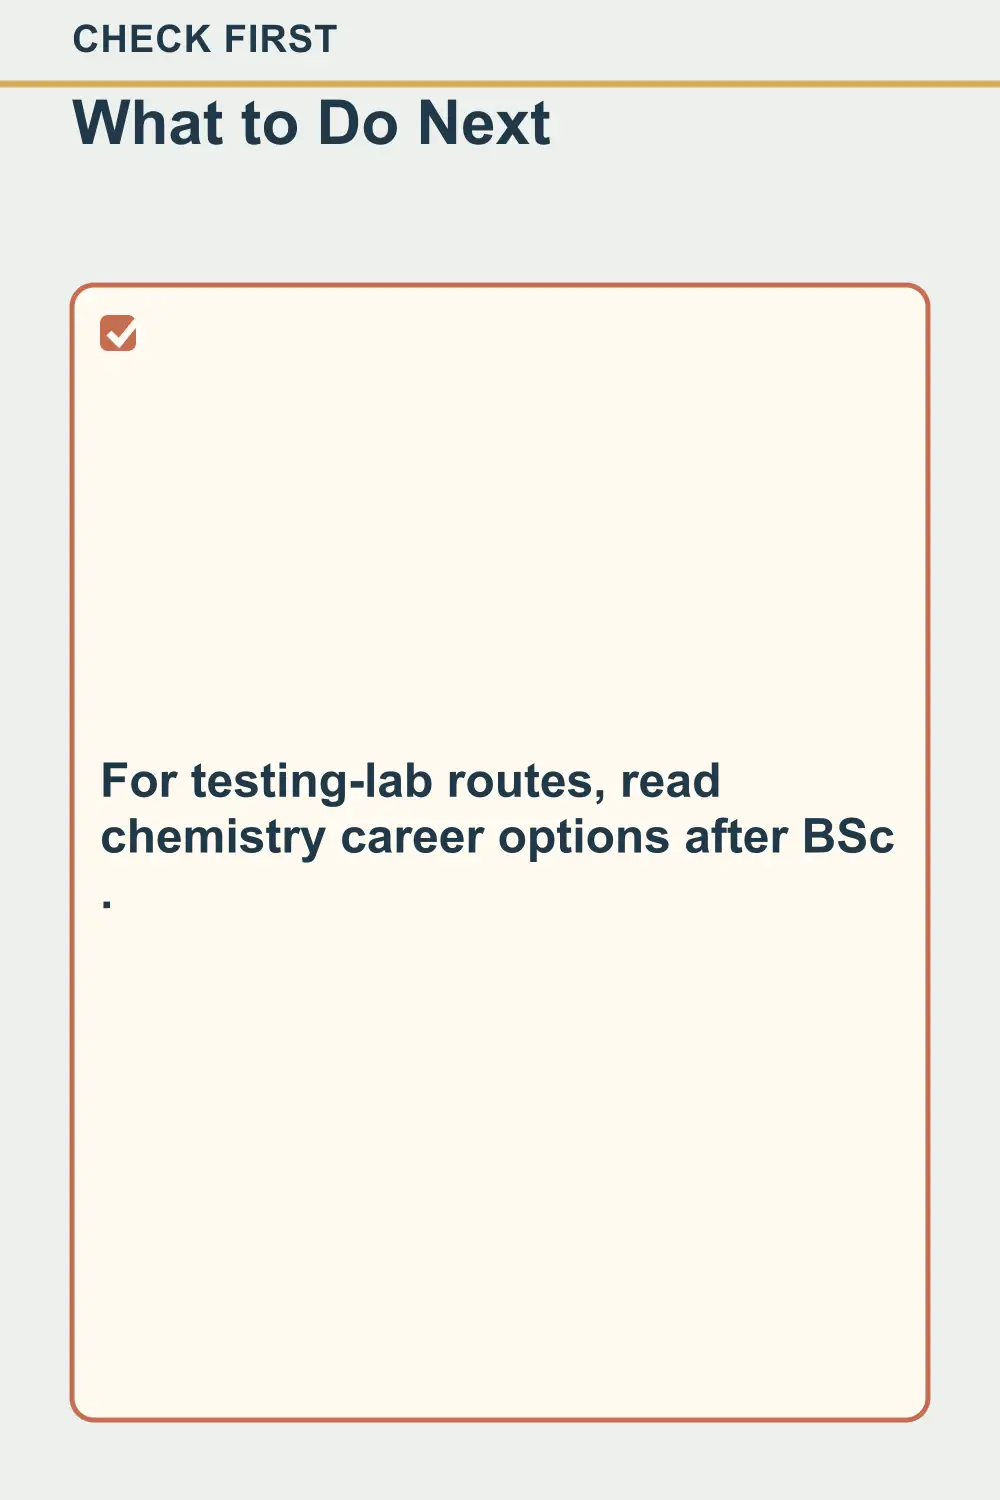 CHECK FIRST
What to Do Next
For testing-lab routes, read
chemistry career options after BSc
.